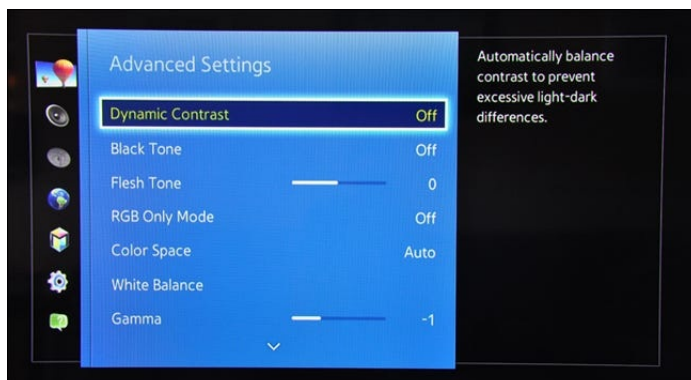 Advanced Settings
Dynamic Contrast Off
Black Tone Off
Flesh Tone 0
RGB Only Mode Off
Color Space Auto
White Balance
Gamma -1
Automatically balance
contrast to prevent
excessive light-dark
differences.